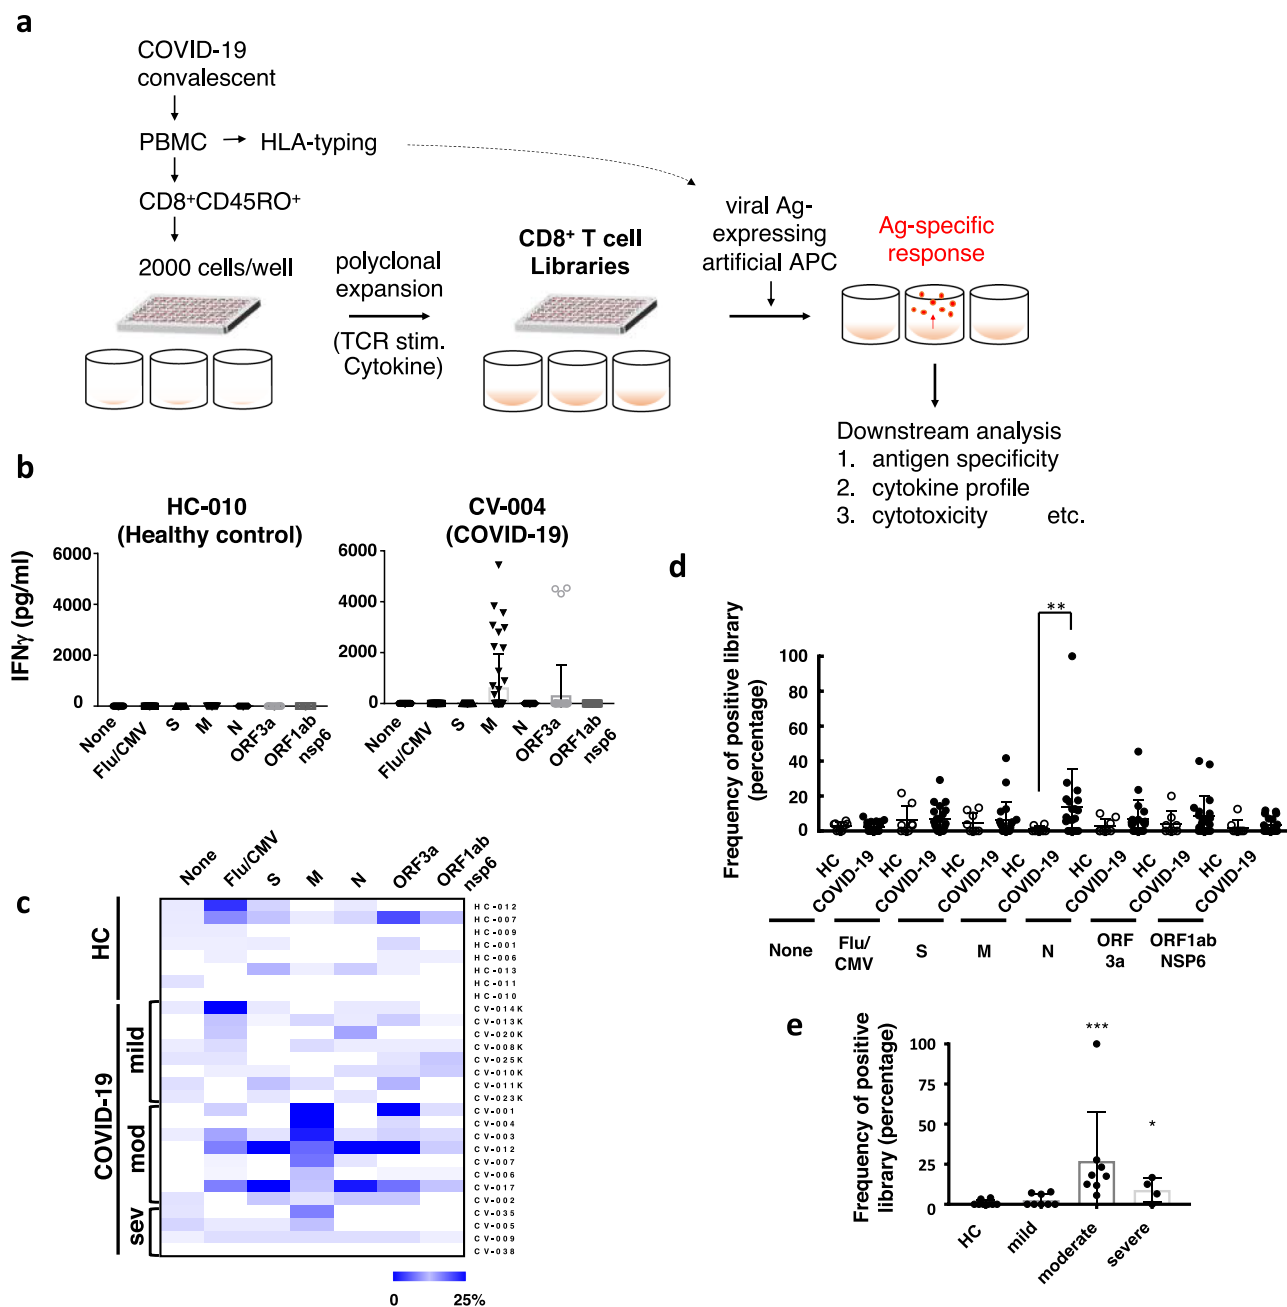 a
COVID-19
convalescent
PBMC
HLA-typing
CD8⁺CD45RO⁺
2000 cells/well
polyclonal
expansion
(TCR stim.
Cytokine)
CD8⁺ T cell
Libraries
viral Ag-
expressing
artificial APC
Ag-specific
response
Downstream analysis
1. antigen specificity
2. cytokine profile
3. cytotoxicity etc.
b
HC-010
(Healthy control)
CV-004
(COVID-19)
IFNγ (pg/ml)
6000
4000
2000
0
None
Flu/CMV
S
M
N
ORF3a
ORF1ab
nsp6
6000
4000
2000
0
None
Flu/CMV
S
M
N
ORF3a
ORF1ab
nsp6
c
None
Flu/CMV
S
M
N
ORF3a
ORF1ab
nsp6
HC
COVID-19
mild
mod
sev
HC-012
HC-007
HC-009
HC-001
HC-006
HC-013
HC-011
HC-010
CV-014K
CV-013K
CV-020K
CV-008K
CV-025K
CV-010K
CV-011K
CV-023K
CV-001
CV-004
CV-003
CV-012
CV-007
CV-006
CV-017
CV-002
CV-035
CV-005
CV-009
CV-038
0 25%
d
Frequency of positive library
(percentage)
100
80
60
40
20
0
**
HC
COVID-19
HC
COVID-19
HC
COVID-19
HC
COVID-19
HC
COVID-19
HC
COVID-19
HC
COVID-19
None
Flu/
CMV
S
M
N
ORF
3a
ORF1ab
NSP6
e
Frequency of positive
library (percentage)
100
75
50
25
0
***
*
HC
mild
moderate
severe